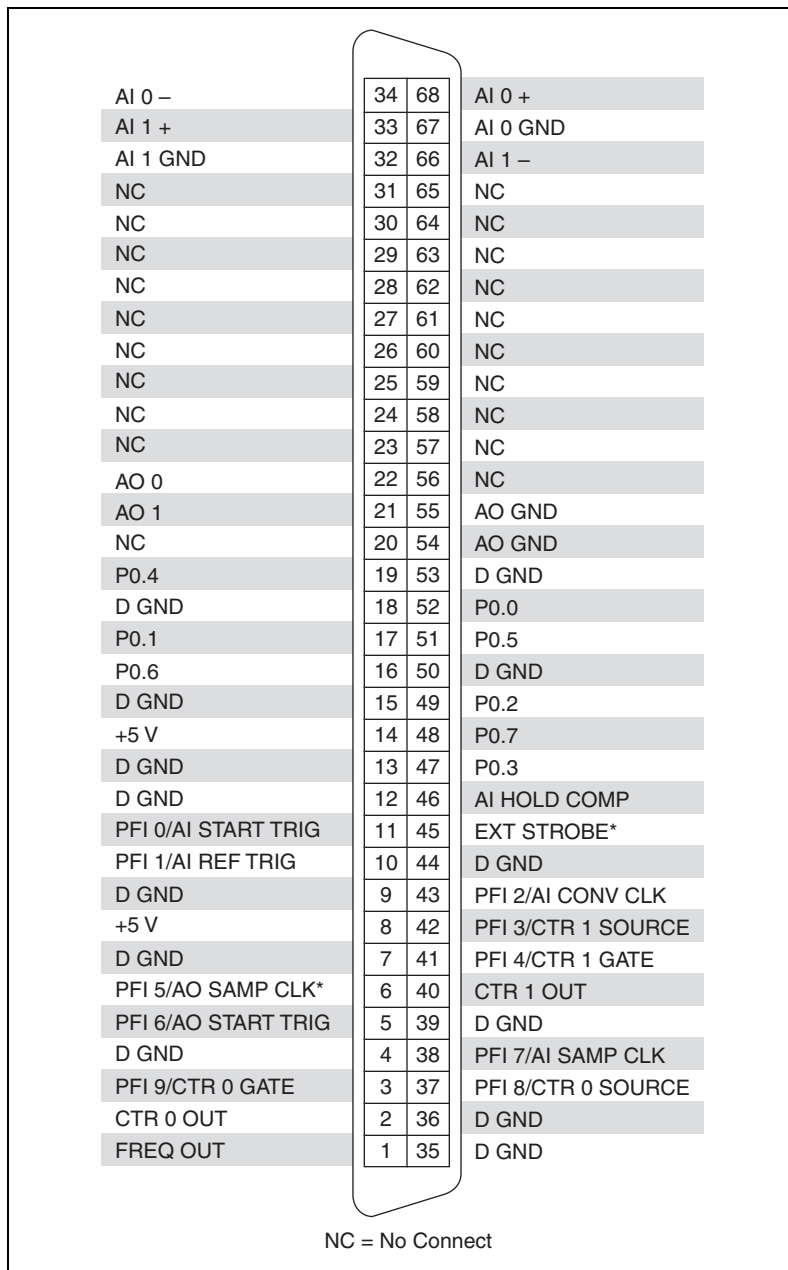 AI 0 – 34 68 AI 0 +
AI 1 + 33 67 AI 0 GND
AI 1 GND 32 66 AI 1 –
NC 31 65 NC
NC 30 64 NC
NC 29 63 NC
NC 28 62 NC
NC 27 61 NC
NC 26 60 NC
NC 25 59 NC
NC 24 58 NC
NC 23 57 NC
AO 0 22 56 NC
AO 1 21 55 AO GND
NC 20 54 AO GND
P0.4 19 53 D GND
D GND 18 52 P0.0
P0.1 17 51 P0.5
P0.6 16 50 D GND
D GND 15 49 P0.2
+5 V 14 48 P0.7
D GND 13 47 P0.3
D GND 12 46 AI HOLD COMP
PFI 0/AI START TRIG 11 45 EXT STROBE*
PFI 1/AI REF TRIG 10 44 D GND
D GND 9 43 PFI 2/AI CONV CLK
+5 V 8 42 PFI 3/CTR 1 SOURCE
D GND 7 41 PFI 4/CTR 1 GATE
PFI 5/AO SAMP CLK* 6 40 CTR 1 OUT
PFI 6/AO START TRIG 5 39 D GND
D GND 4 38 PFI 7/AI SAMP CLK
PFI 9/CTR 0 GATE 3 37 PFI 8/CTR 0 SOURCE
CTR 0 OUT 2 36 D GND
FREQ OUT 1 35 D GND
NC = No Connect